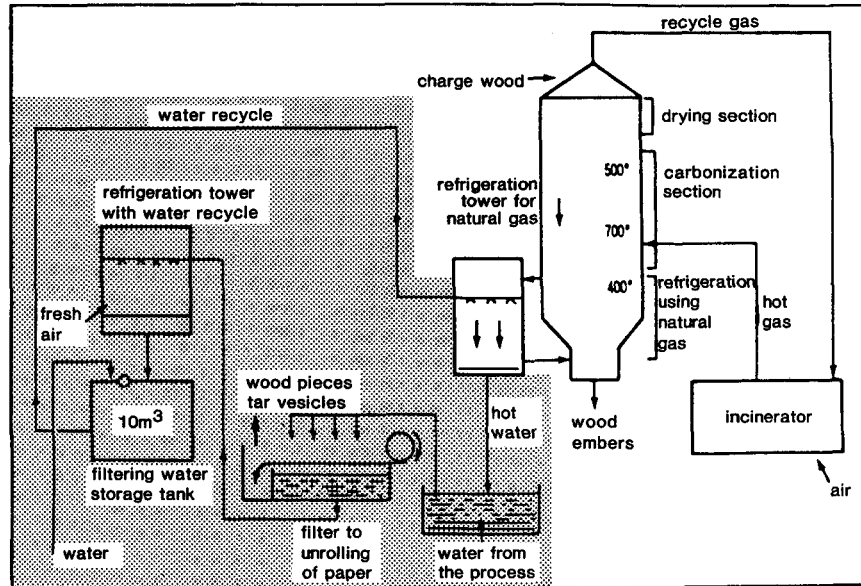 recycle gas
charge wood
drying section
water recycle
500°
carbonization
section
refrigeration tower
with water recycle
refrigeration
tower for
natural gas
700°
400°
refrigeration
using
natural
gas
hot
gas
fresh
air
10m³
wood pieces
tar vesicles
hot
water
wood
embers
incinerator
filtering water
storage tank
air
water
filter to
unrolling
of paper
water from
the process